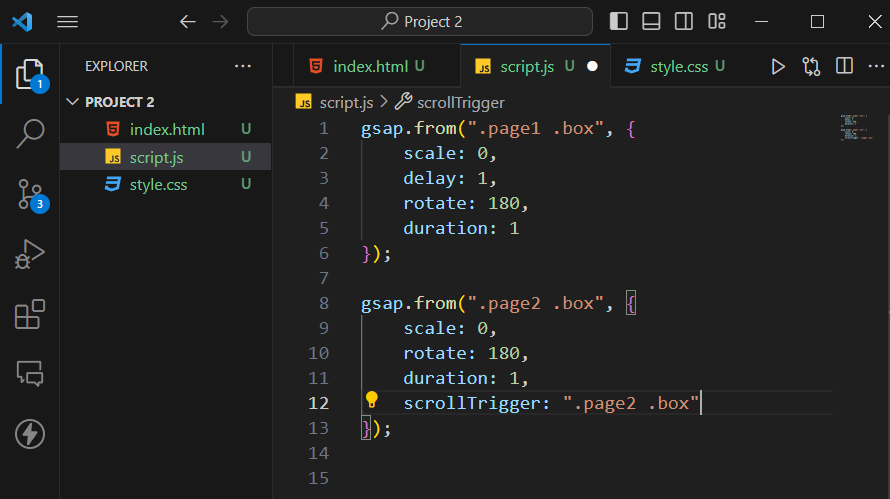 Project 2
EXPLORER
index.html U
JS script.js U
style.css U
PROJECT 2
JS script.js > scrollTrigger
index.html U
JS script.js U
style.css U
1
3
1 gsap.from(".page1 .box", {
2 scale: 0,
3 delay: 1,
4 rotate: 180,
5 duration: 1
6 });
7
8 gsap.from(".page2 .box", {
9 scale: 0,
10 rotate: 180,
11 duration: 1,
12 scrollTrigger: ".page2 .box"
13 });
14
15